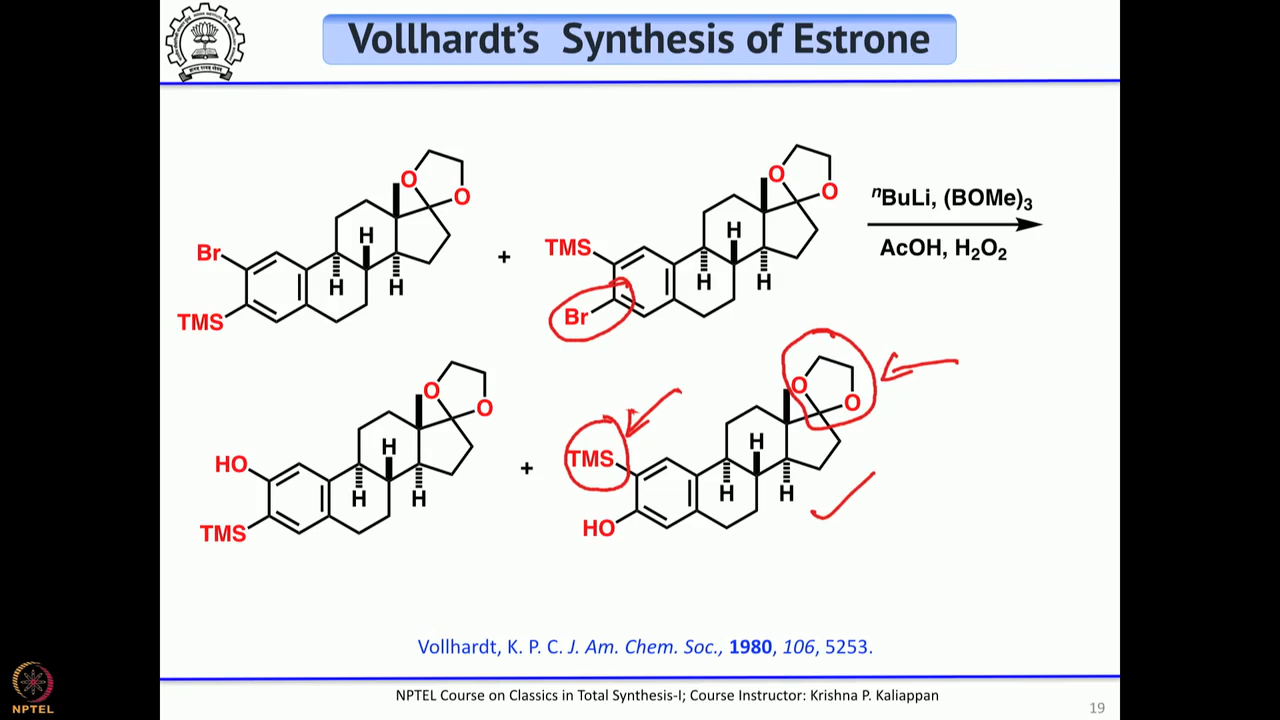 Vollhardt's Synthesis of Estrone
O
O
Br
H
H
H
TMS
+
O
O
TMS
H
H
H
Br
ⁿBuLi, (BOMe)₃
AcOH, H₂O₂
O
O
HO
H
H
H
TMS
+
O
O
TMS
H
H
H
HO
Vollhardt, K. P. C. J. Am. Chem. Soc., 1980, 106, 5253.
NPTEL Course on Classics in Total Synthesis-I; Course Instructor: Krishna P. Kaliappan
19
NPTEL